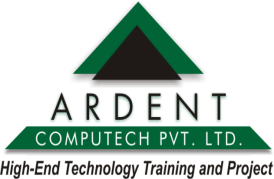 ARDENT
COMPUTECH PVT. LTD.
High-End Technology Training and Project